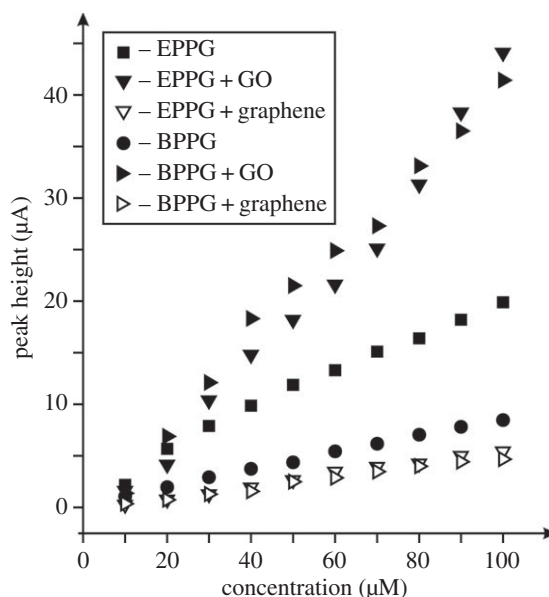 40
30
20
10
0
peak height (μA)
– EPPG
– EPPG + GO
– EPPG + graphene
– BPPG
– BPPG + GO
– BPPG + graphene
0 20 40 60 80 100
concentration (μM)